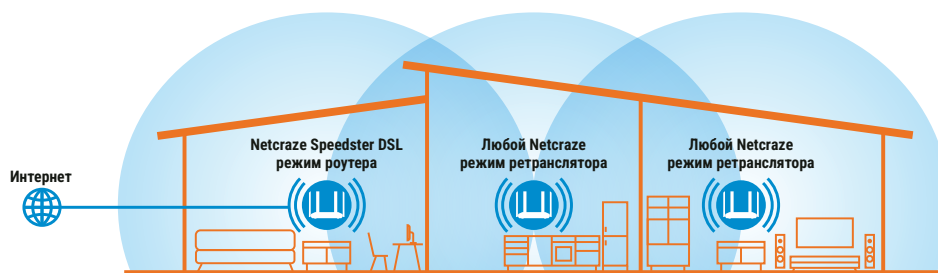 Netcraze Speedster DSL
режим роутера
Любой Netcraze
режим ретранслятора
Любой Netcraze
режим ретранслятора
Интернет